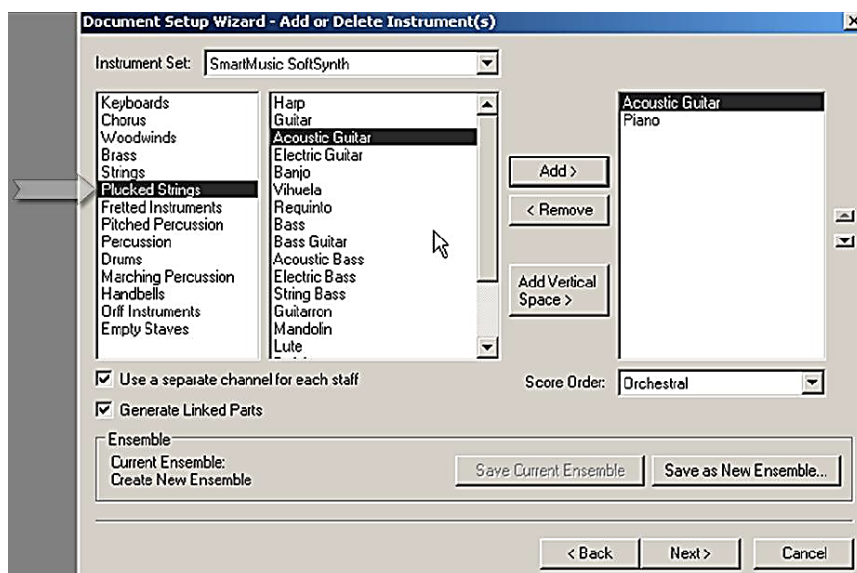 Document Setup Wizard - Add or Delete Instrument(s)
Instrument Set: SmartMusic SoftSynth
Keyboards
Chorus
Woodwinds
Brass
Strings
Plucked Strings
Fretted Instruments
Pitched Percussion
Percussion
Drums
Marching Percussion
Handbells
Orff Instruments
Empty Staves
Harp
Guitar
Acoustic Guitar
Electric Guitar
Banjo
Vihuela
Requinto
Bass
Bass Guitar
Acoustic Bass
Electric Bass
String Bass
Guitarron
Mandolin
Lute
Add >
< Remove
Add Vertical
Space >
Acoustic Guitar
Piano
Use a separate channel for each staff
Score Order: Orchestral
Generate Linked Parts
Ensemble
Current Ensemble:
Create New Ensemble
Save Current Ensemble
Save as New Ensemble...
< Back
Next >
Cancel